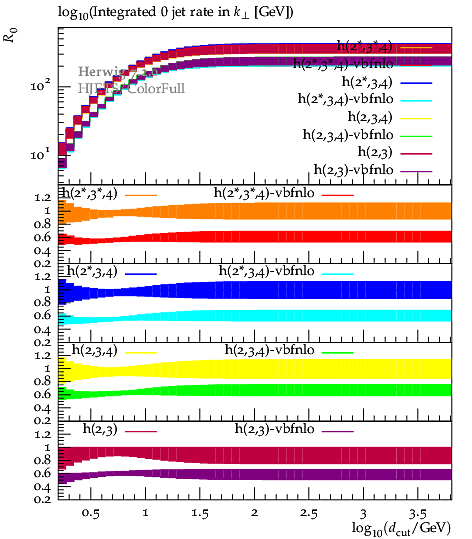 log₁₀(Integrated 0 jet rate in k⊥ [GeV])
R₀
h(2*,3*,4)
Herwig 7.
h(2*,3*,4)-vbfnlo
HJETS ColorFull
h(2*,3,4)
h(2*,3,4)-vbfnlo
h(2,3,4)
h(2,3,4)-vbfnlo
h(2,3)
h(2,3)-vbfnlo
10²
10¹
h(2*,3*,4) h(2*,3*,4)-vbfnlo
1.2
1
0.8
0.6
0.4
h(2*,3,4) h(2*,3,4)-vbfnlo
1.2
1
0.8
0.6
0.4
h(2,3,4) h(2,3,4)-vbfnlo
1.2
1
0.8
0.6
0.4
0.2
h(2,3) h(2,3)-vbfnlo
1.2
1
0.8
0.6
0.4
0.2
0.5 1 1.5 2 2.5 3 3.5
log₁₀(d_cut/GeV)